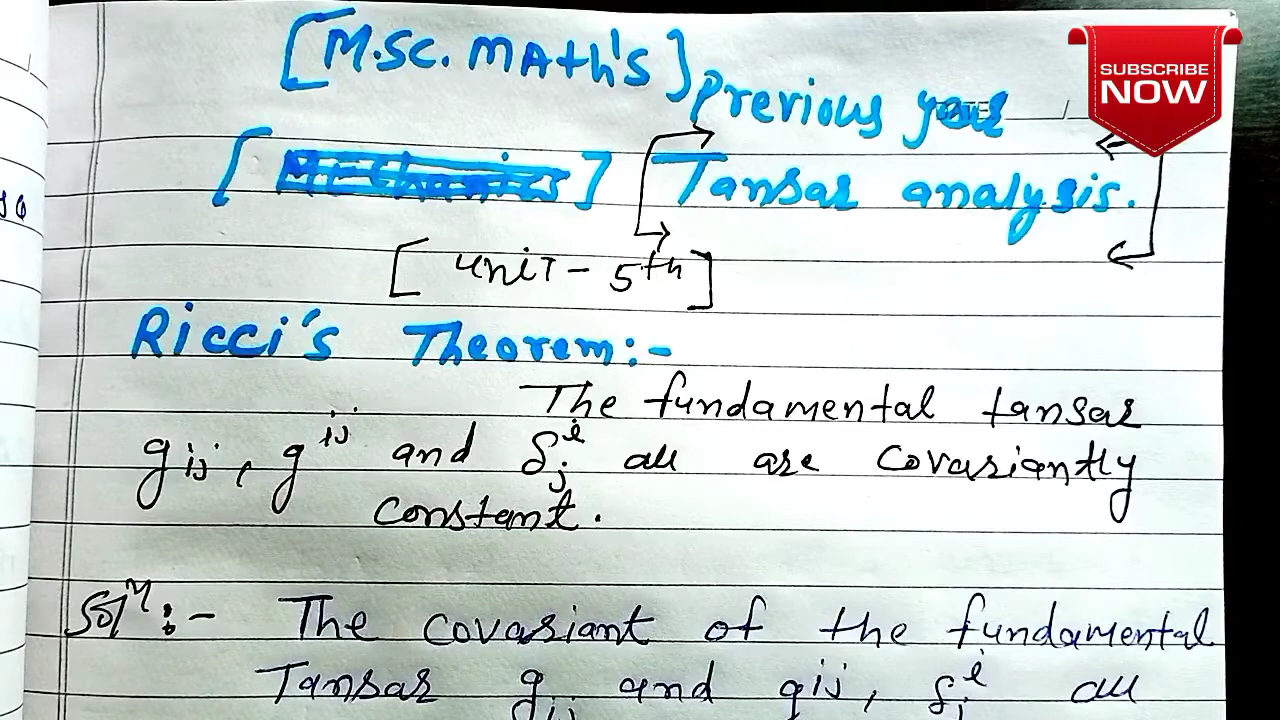 [M.SC. MAth's] previous year
SUBSCRIBE
NOW
[ Mechanics ] Tansar analysis.
[ Unit - 5th ]
Ricci's Theorem:-
The fundamental tansar
gij, g^ij and δ^i_j all are covariantly
constant.
Sol^n:- The covariant of the fundamental
Tansar gij and gij, δ^i_j all